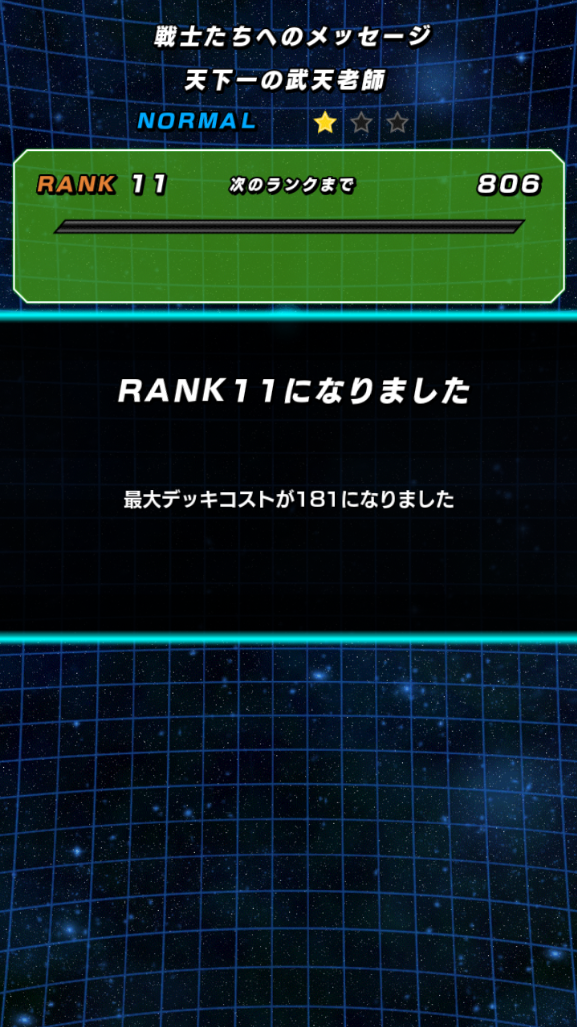 戦士たちへのメッセージ
天下一の武天老師
NORMAL
RANK 11 次のランクまで 806
RANK11になりました
最大デッキコストが181になりました